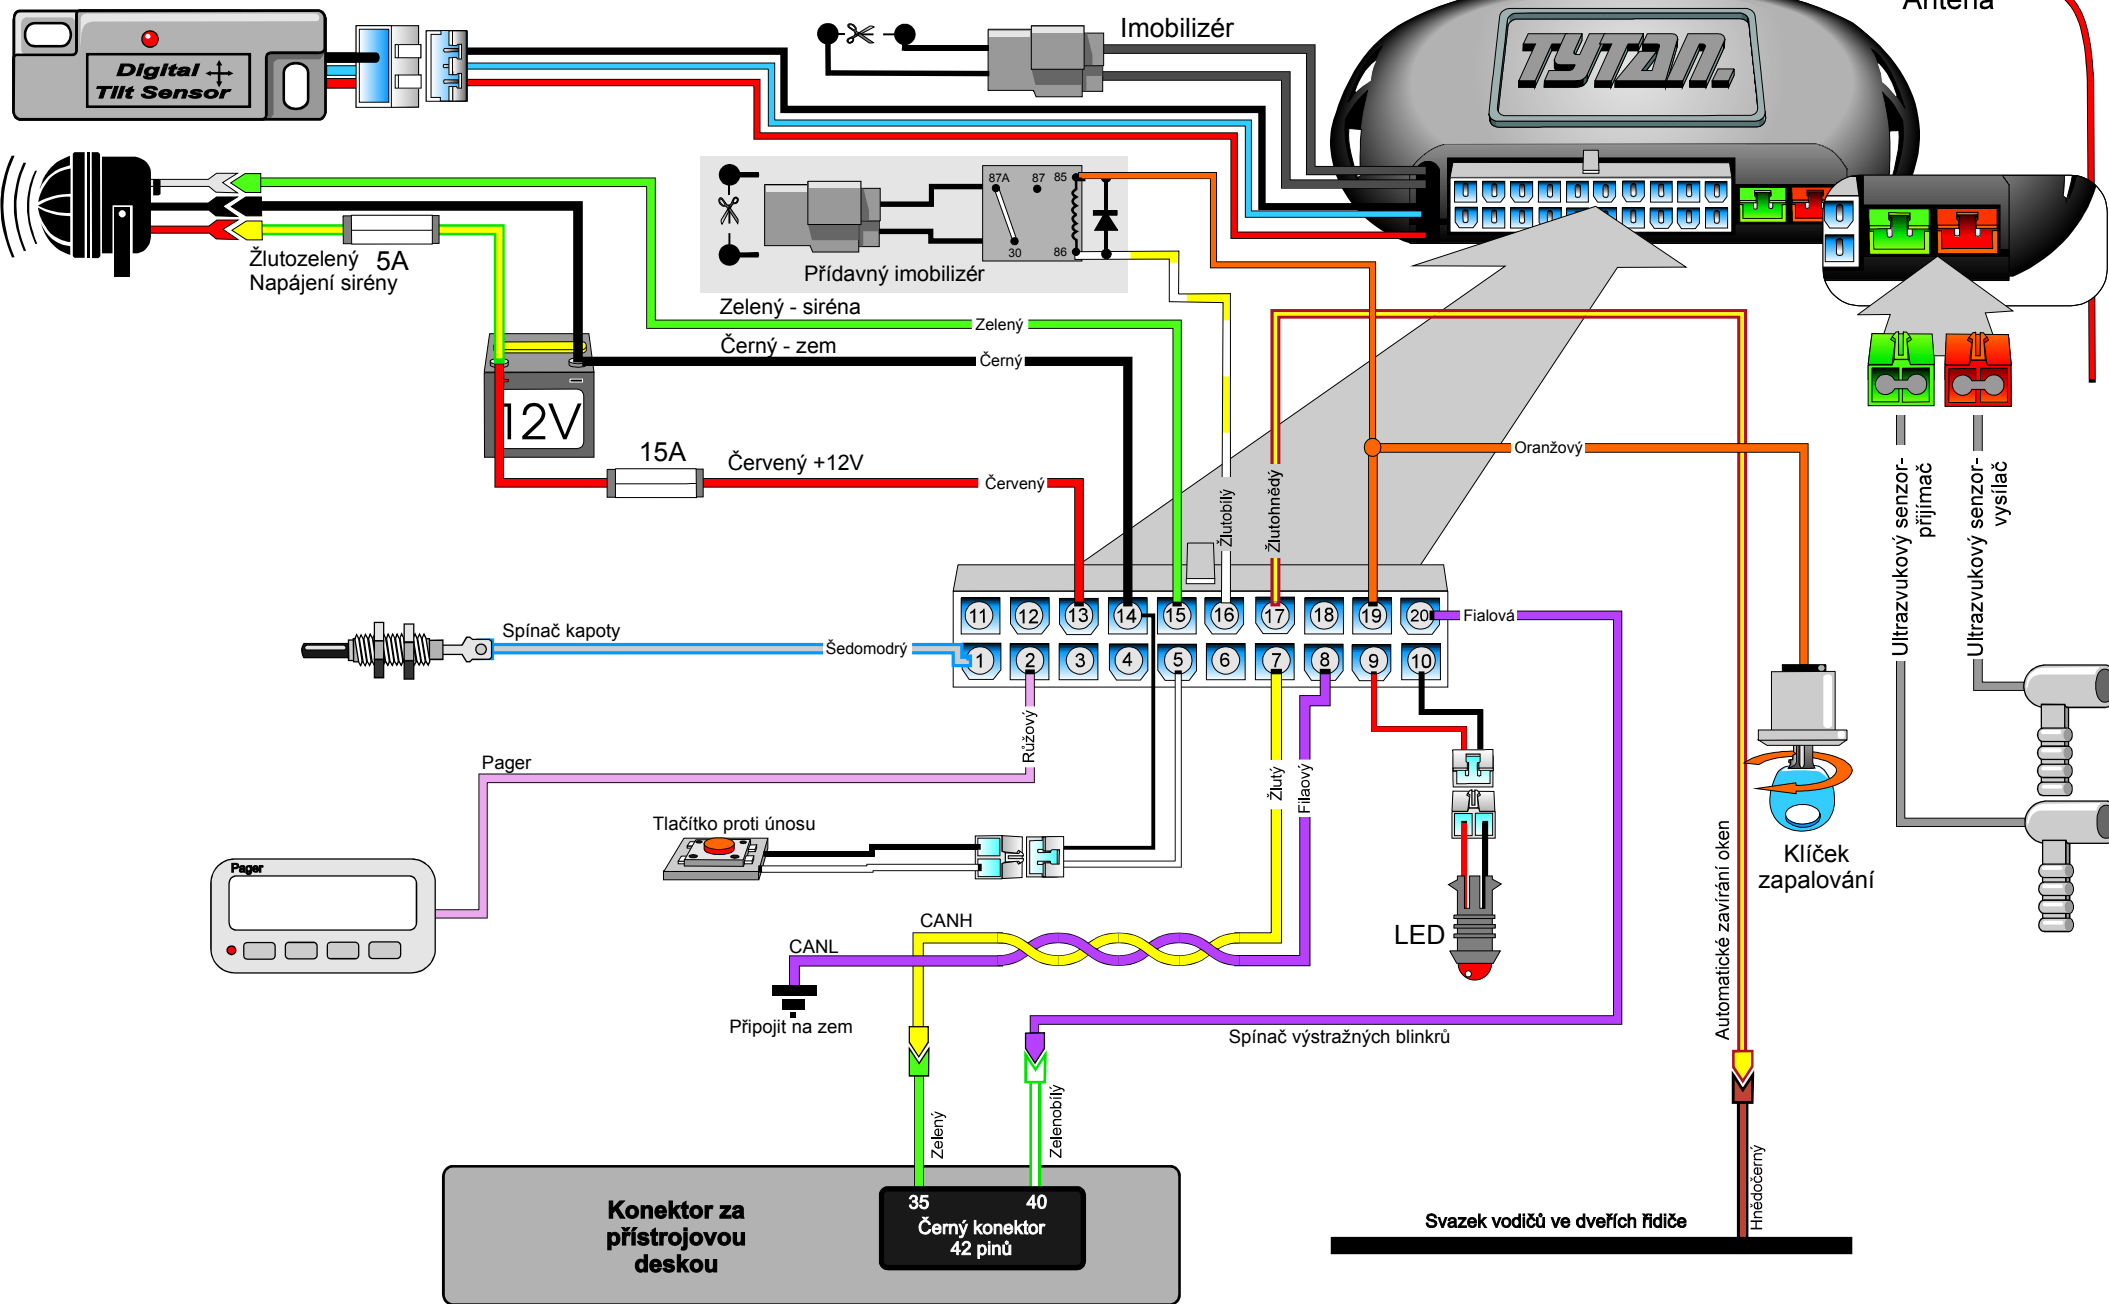 Anténa
Imobilizér
TYTAN.
Digital
Tilt Sensor
87A 87 85
30 86
Přídavný imobilizér
Žlutozelený 5A
Napájení sirény
Zelený - siréna
Zelený
Černý - zem
Černý
12V
15A
Červený +12V
Červený
Žlutobílý
Žlutohnědý
Oranžový
Ultrazvukový senzor-
přijímač
Ultrazvukový senzor-
vysílač
11 12 13 14 15 16 17 18 19 20
1 2 3 4 5 6 7 8 9 10
Fialová
Spínač kapoty
Šedomodrý
Růžový
Pager
Pager
Žlutý
Filaový
Tlačítko proti únosu
CANH
CANL
Připojit na zem
LED
Klíček
zapalování
Automatické zavírání oken
Spínač výstražných blinkrů
Zelený
Zelenobílý
Hnědočerný
Konektor za
přístrojovou
deskou
35 40
Černý konektor
42 pinů
Svazek vodičů ve dveřích řidiče